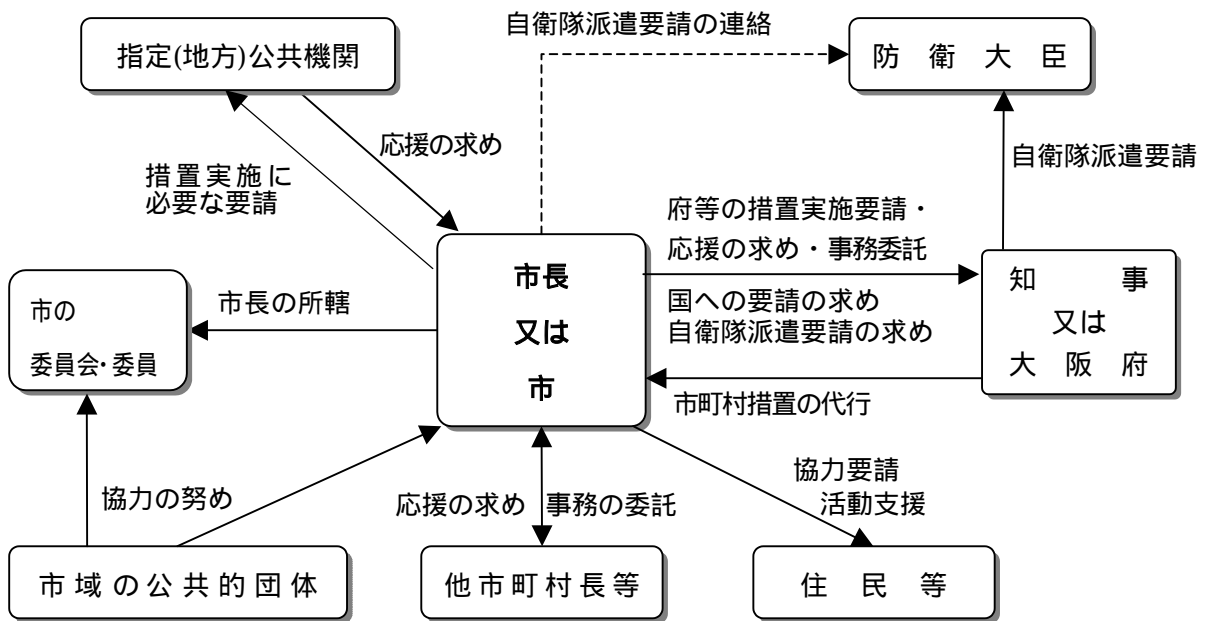 自衛隊派遣要請の連絡
指定(地方)公共機関
防衛大臣
応援の求め
自衛隊派遣要請
措置実施に
必要な要請
府等の措置実施要請・
応援の求め・事務委託
市長
又は
市
知事
又は
大阪府
市の
委員会・委員
市長の所轄
国への要請の求め
自衛隊派遣要請の求め
市町村措置の代行
協力の努め
応援の求め
事務の委託
協力要請
活動支援
市域の公共的団体
他市町村長等
住民等